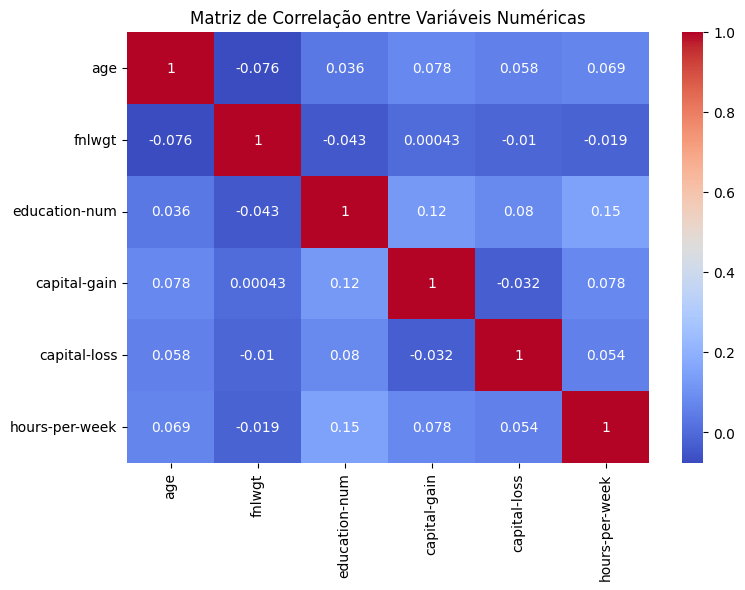 Matriz de Correlação entre Variáveis Numéricas
age 1 -0.076 0.036 0.078 0.058 0.069
fnlwgt -0.076 1 -0.043 0.00043 -0.01 -0.019
education-num 0.036 -0.043 1 0.12 0.08 0.15
capital-gain 0.078 0.00043 0.12 1 -0.032 0.078
capital-loss 0.058 -0.01 0.08 -0.032 1 0.054
hours-per-week 0.069 -0.019 0.15 0.078 0.054 1
age
fnlwgt
education-num
capital-gain
capital-loss
hours-per-week
1.0
0.8
0.6
0.4
0.2
0.0